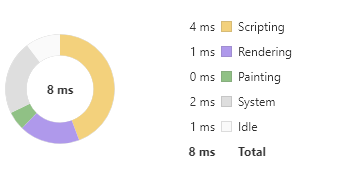 4 ms Scripting
1 ms Rendering
8 ms
0 ms Painting
2 ms System
1 ms Idle
8 ms Total